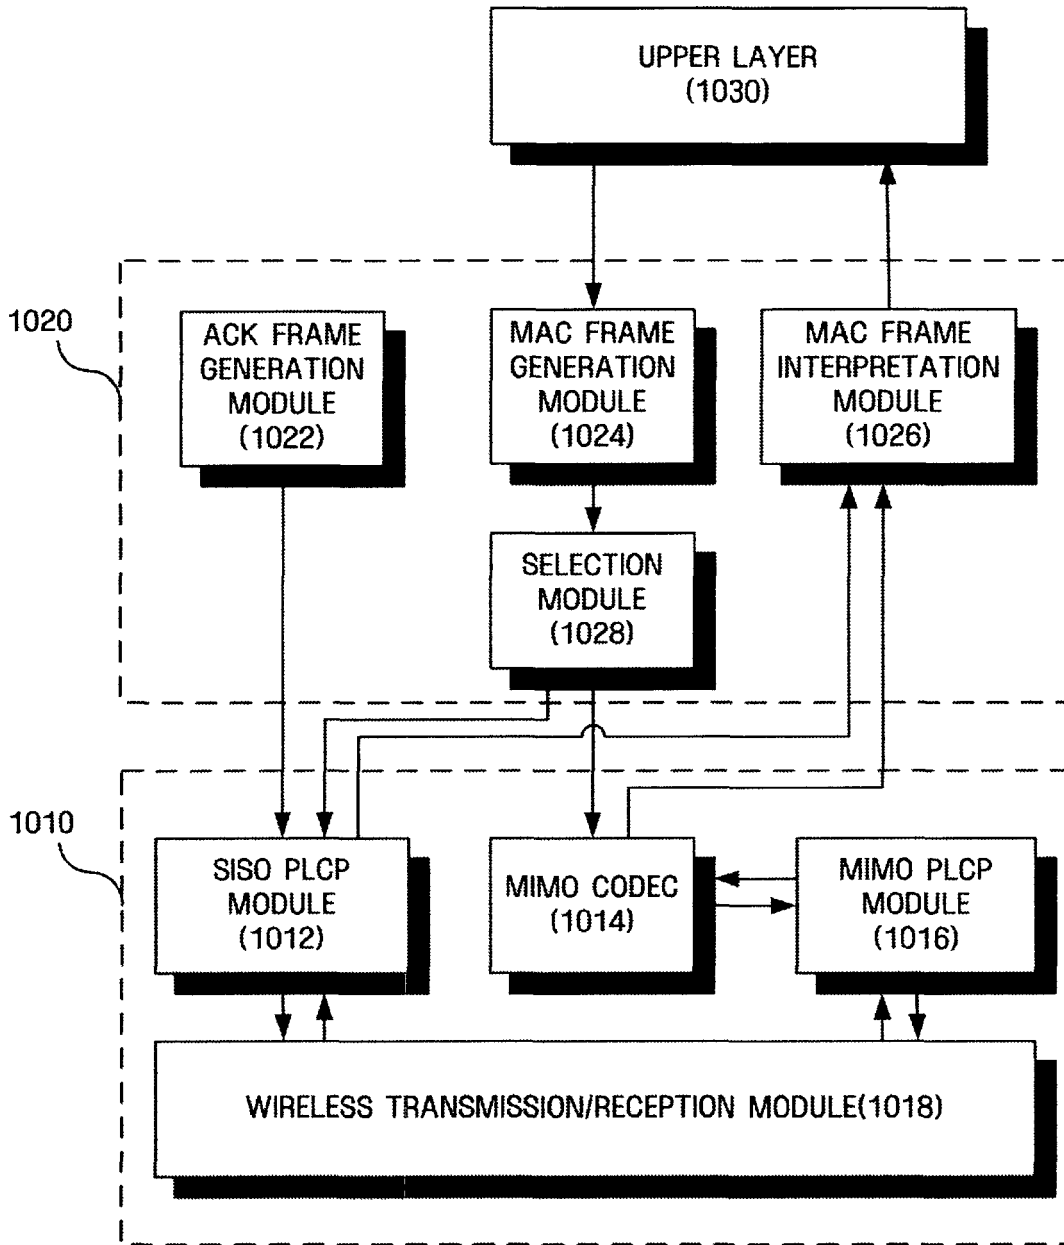 UPPER LAYER
(1030)
1020
ACK FRAME
GENERATION
MODULE
(1022)
MAC FRAME
GENERATION
MODULE
(1024)
MAC FRAME
INTERPRETATION
MODULE
(1026)
SELECTION
MODULE
(1028)
1010
SISO PLCP
MODULE
(1012)
MIMO CODEC
(1014)
MIMO PLCP
MODULE
(1016)
WIRELESS TRANSMISSION/RECEPTION MODULE(1018)